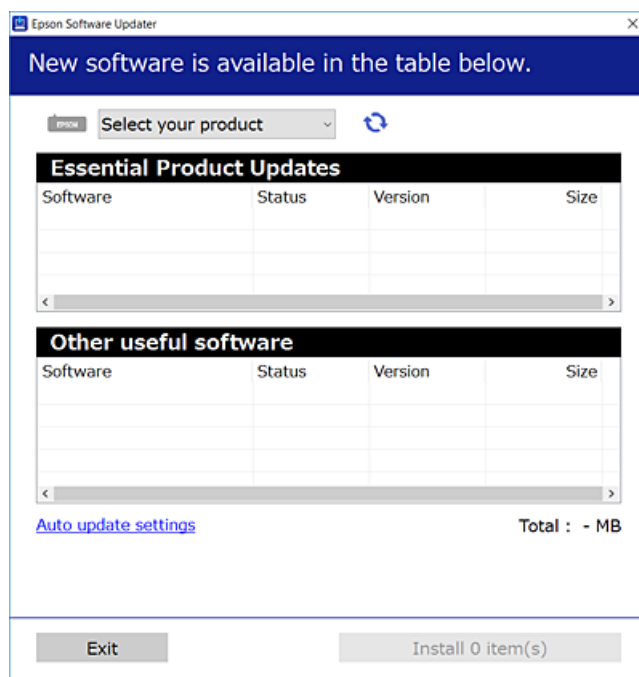 Epson Software Updater
New software is available in the table below.
EPSON Select your product
Essential Product Updates
Software Status Version Size
Other useful software
Software Status Version Size
Auto update settings Total : - MB
Exit Install 0 item(s)